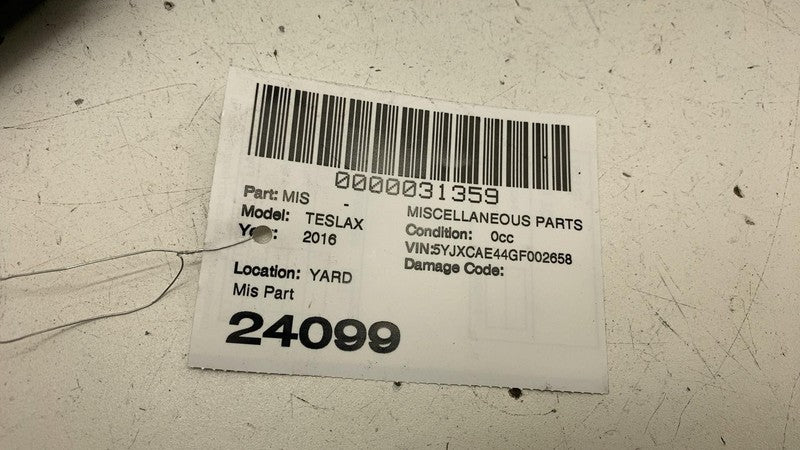 0000031359
Part: MIS -
MISCELLANEOUS PARTS
Model: TESLAX
Condition: 0cc
2016
VIN:5YJXCAE44GF002658
Damage Code:
Location: YARD
Mis Part
24099